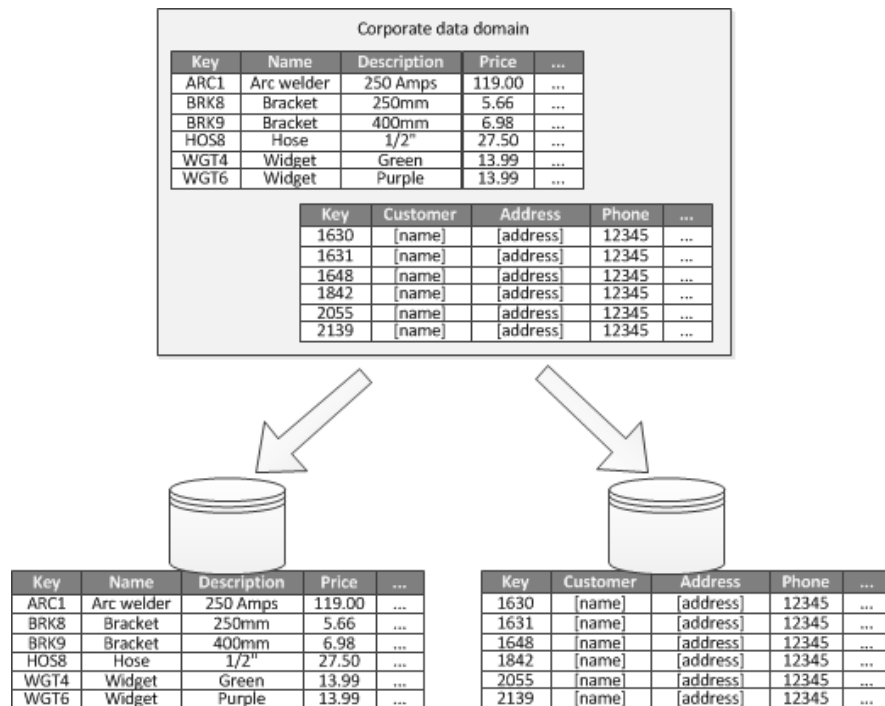 Corporate data domain
Key Name Description Price ...
ARC1 Arc welder 250 Amps 119.00 ...
BRK8 Bracket 250mm 5.66 ...
BRK9 Bracket 400mm 6.98 ...
HOS8 Hose 1/2" 27.50 ...
WGT4 Widget Green 13.99 ...
WGT6 Widget Purple 13.99 ...
Key Customer Address Phone ...
1630 [name] [address] 12345 ...
1631 [name] [address] 12345 ...
1648 [name] [address] 12345 ...
1842 [name] [address] 12345 ...
2055 [name] [address] 12345 ...
2139 [name] [address] 12345 ...
Key Name Description Price ...
ARC1 Arc welder 250 Amps 119.00 ...
BRK8 Bracket 250mm 5.66 ...
BRK9 Bracket 400mm 6.98 ...
HOS8 Hose 1/2" 27.50 ...
WGT4 Widget Green 13.99 ...
WGT6 Widget Purple 13.99 ...
Key Customer Address Phone ...
1630 [name] [address] 12345 ...
1631 [name] [address] 12345 ...
1648 [name] [address] 12345 ...
1842 [name] [address] 12345 ...
2055 [name] [address] 12345 ...
2139 [name] [address] 12345 ...